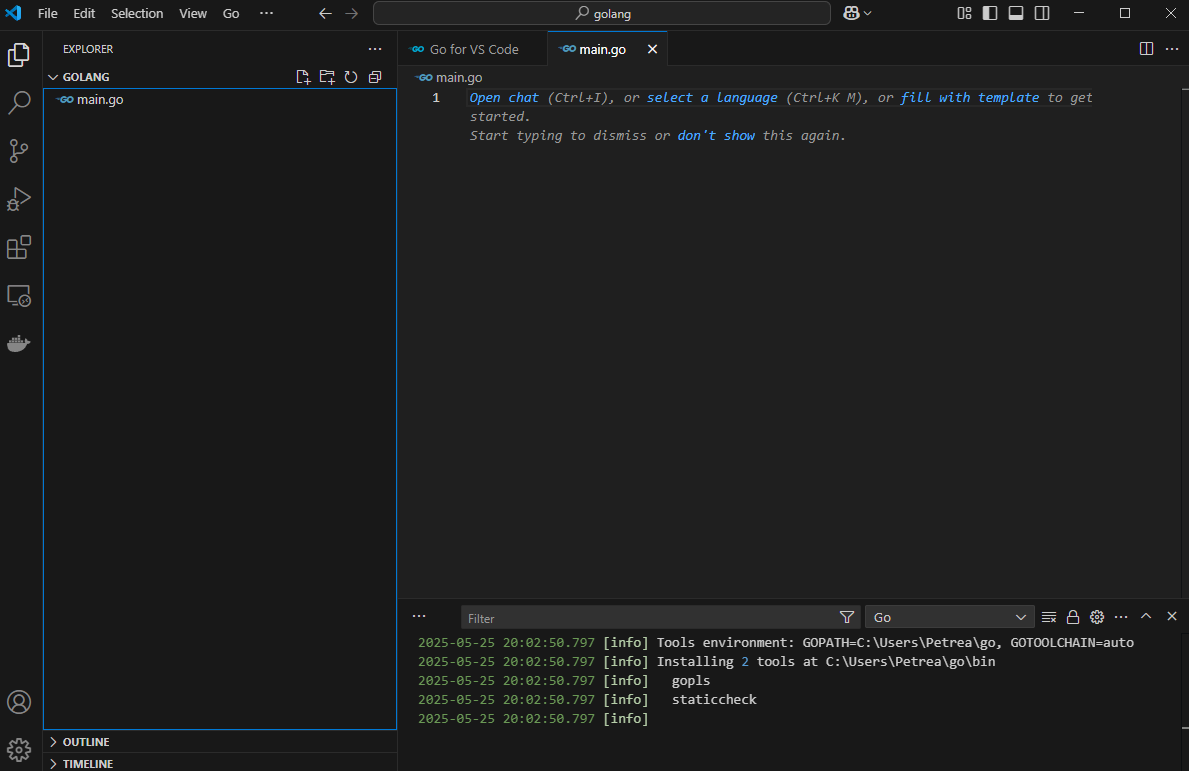 File Edit Selection View Go ··· golang
EXPLORER ···
Go for VS Code
main.go
GOLANG
main.go
main.go
1 Open chat (Ctrl+I), or select a language (Ctrl+K M), or fill with template to get
started.
Start typing to dismiss or don't show this again.
Filter Go
2025-05-25 20:02:50.797 [info] Tools environment: GOPATH=C:\Users\Petrea\go, GOTOOLCHAIN=auto
2025-05-25 20:02:50.797 [info] Installing 2 tools at C:\Users\Petrea\go\bin
2025-05-25 20:02:50.797 [info] gopls
2025-05-25 20:02:50.797 [info] staticcheck
2025-05-25 20:02:50.797 [info]
OUTLINE
TIMELINE